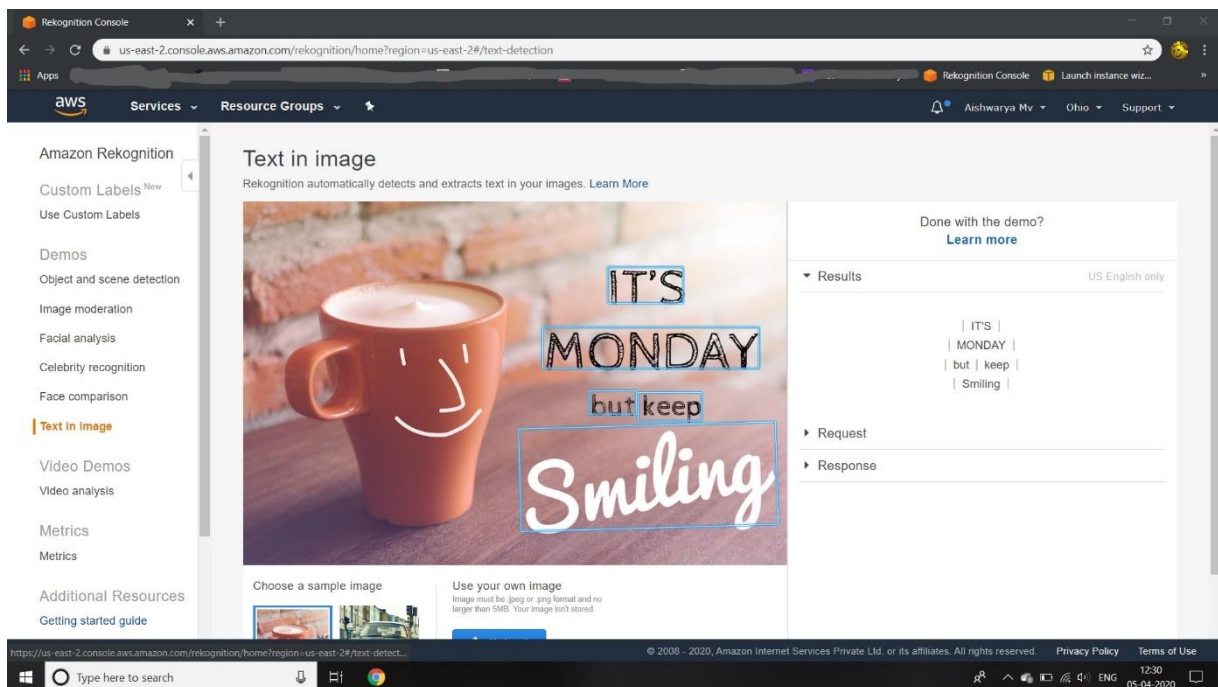 Rekognition Console
us-east-2.console.aws.amazon.com/rekognition/home?region=us-east-2#/text-detection
Apps
Rekognition Console
Launch instance wiz...
aws Services Resource Groups
Aishwarya Mv Ohio Support
Amazon Rekognition
Custom Labels New
Use Custom Labels
Demos
Object and scene detection
Image moderation
Facial analysis
Celebrity recognition
Face comparison
Text in image
Video Demos
Video analysis
Metrics
Metrics
Additional Resources
Getting started guide
Text in image
Rekognition automatically detects and extracts text in your images. Learn More
IT'S
MONDAY
but keep
Smiling
Choose a sample image
Use your own image
Image must be .jpeg or .png format and no
larger than 5MB. Your image isn't stored
Done with the demo?
Learn more
Results US English only
| IT'S |
| MONDAY |
| but | keep |
| Smiling |
Request
Response
https://us-east-2.console.aws.amazon.com/rekognition/home?region=us-east-2#/text-detect...
© 2008 - 2020, Amazon Internet Services Private Ltd. or its affiliates. All rights reserved. Privacy Policy Terms of Use
Type here to search
ENG
12:30
05-04-2020